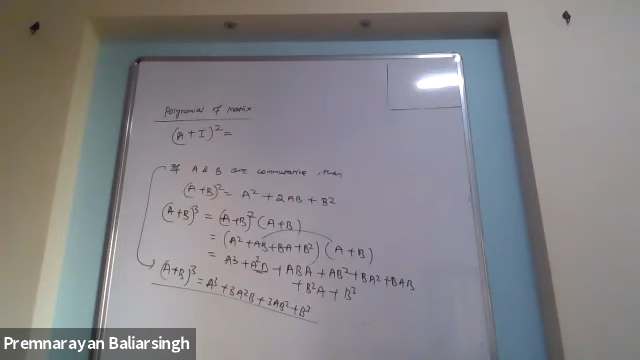 Polynomial of Matrix
(A + I)² =
If A & B are commutative then
(A+B)² = A² + 2AB + B²
(A+B)³ = (A+B)² (A+B)
= (A² + AB + BA + B²) (A + B)
= A³ + A²B + ABA + AB² + BA² + BAB
+ B²A + B³
(A+B)³ = A³ + 3A²B + 3AB² + B³
Premnarayan Baliarsingh